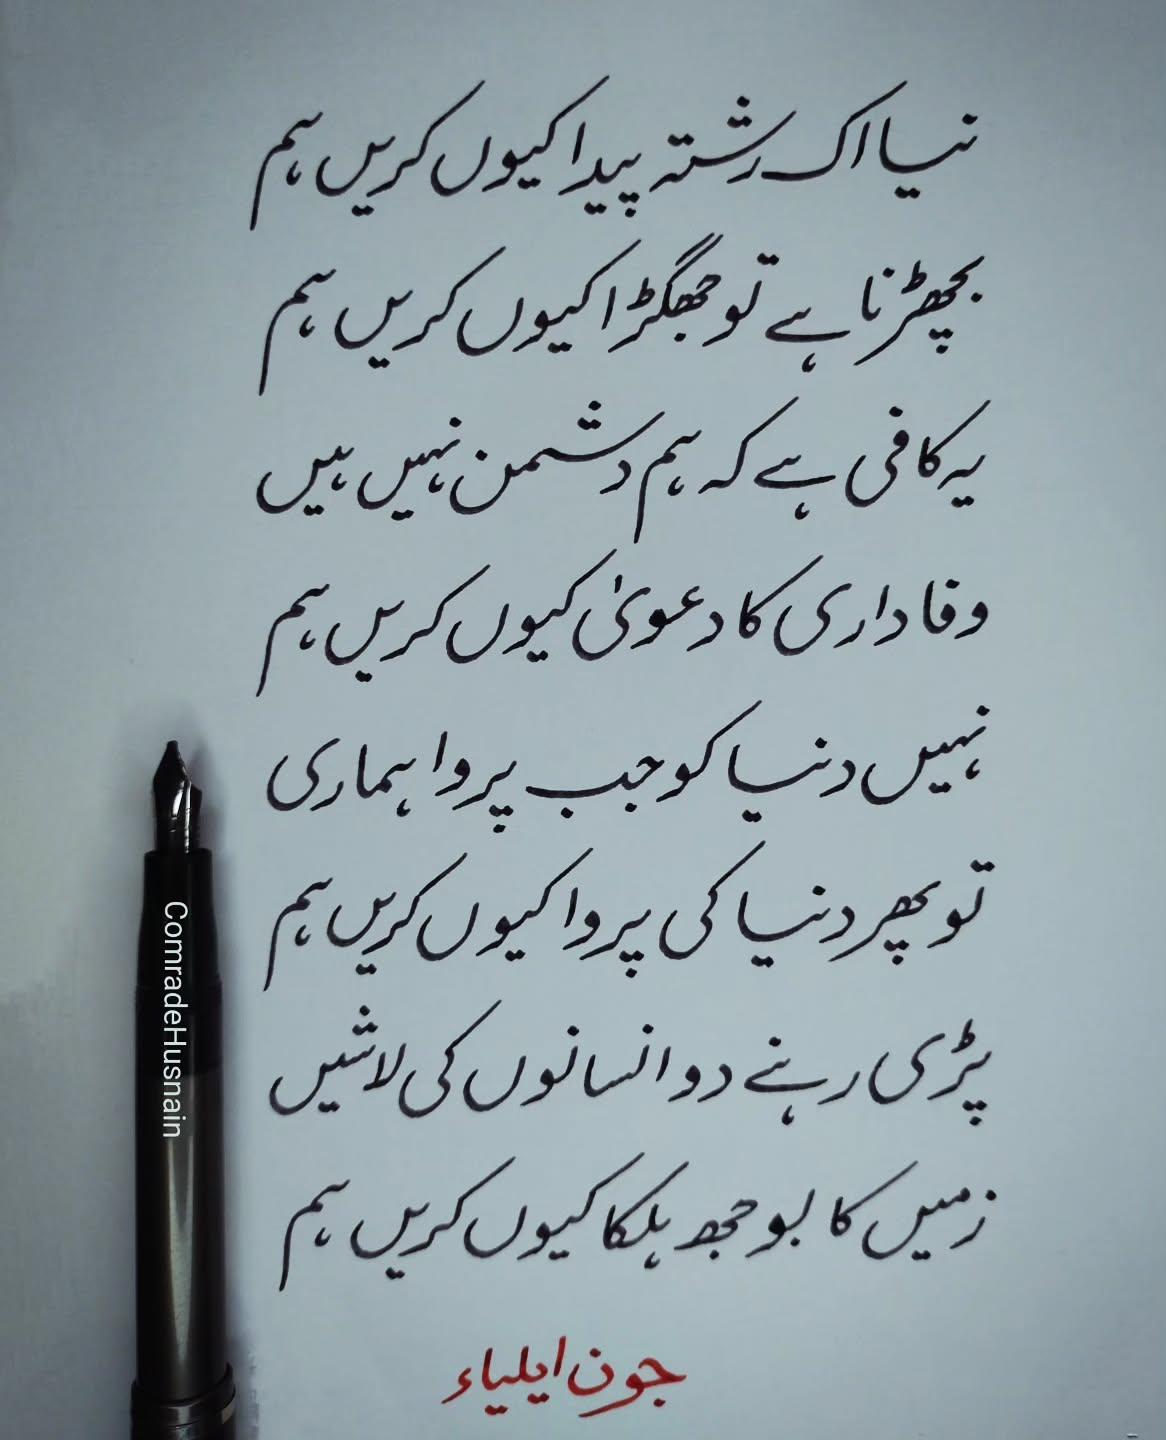 نیا اک رشتہ پیدا کیوں کریں ہم
بچھڑنا ہے تو جھگڑا کیوں کریں ہم
یہ کافی ہے کہ ہم دشمن نہیں ہیں
وفاداری کا دعویٰ کیوں کریں ہم
نہیں دنیا کو جب پروا ہماری
تو پھر دنیا کی پروا کیوں کریں ہم
پڑی رہنے دو انسانوں کی لاشیں
زمیں کا بوجھ ہلکا کیوں کریں ہم
جون ایلیاء
ComradeHusnain